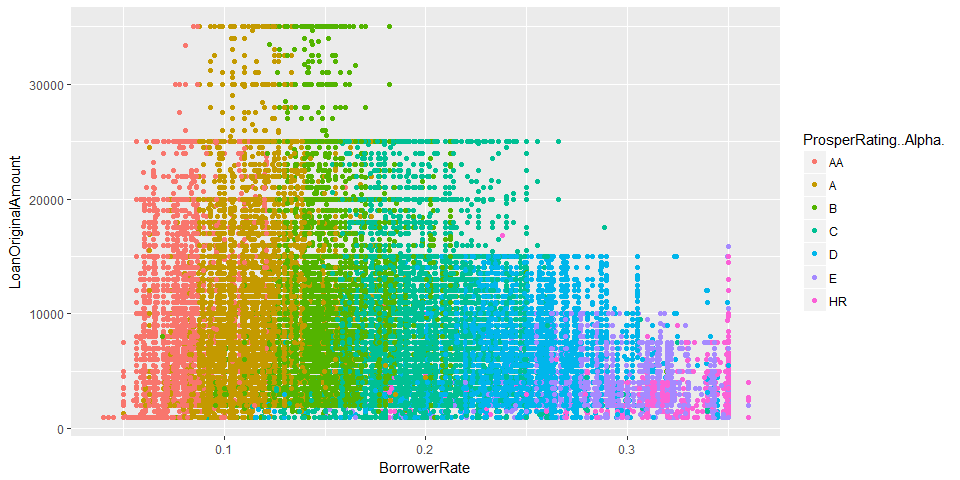 30000
20000
10000
0
LoanOriginalAmount
0.1 0.2 0.3
BorrowerRate
ProsperRating..Alpha.
AA
A
B
C
D
E
HR